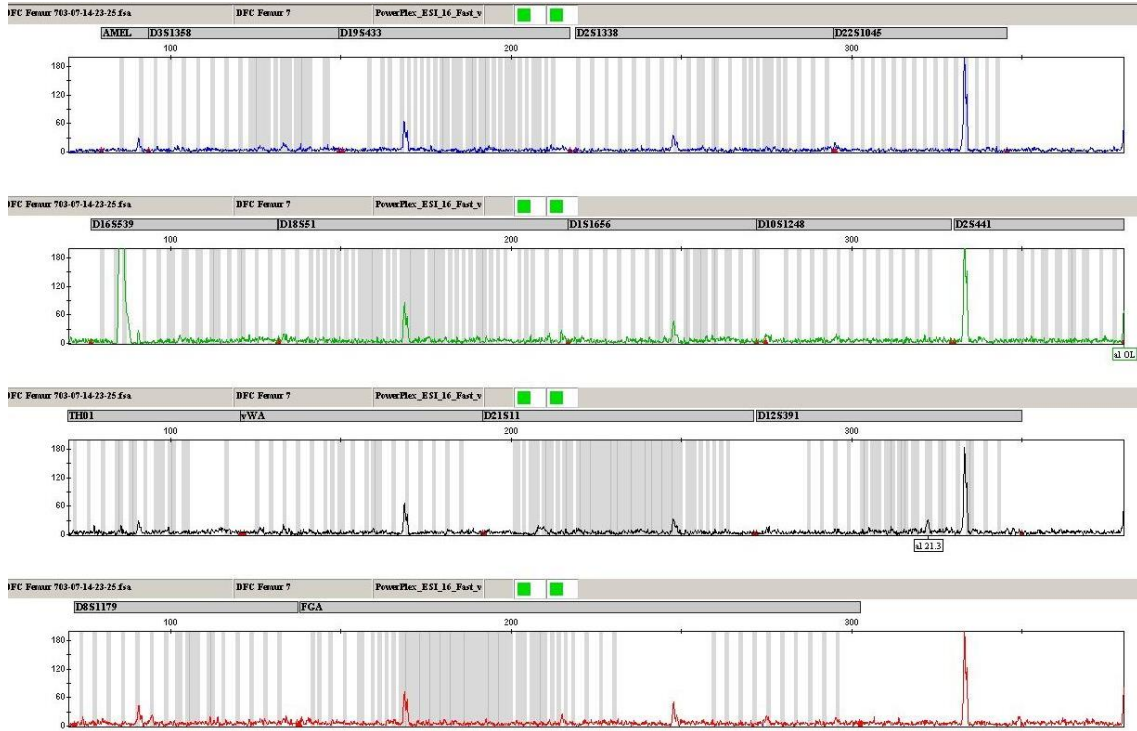 DFC Femur 703-07-14-23-25.fsa DFC Femur 7 PowerPlex_ESI_16_Fast_v
AMEL D3S1358 D19S433 D2S1338 D22S1045
100 200 300
180
120
60
0
DFC Femur 703-07-14-23-25.fsa DFC Femur 7 PowerPlex_ESI_16_Fast_v
D16S539 D18S51 D1S1656 D10S1248 D2S441
100 200 300
180
120
60
0
al OL
DFC Femur 703-07-14-23-25.fsa DFC Femur 7 PowerPlex_ESI_16_Fast_v
TH01 vWA D21S11 D12S391
100 200 300
180
120
60
0
al 21.3
DFC Femur 703-07-14-23-25.fsa DFC Femur 7 PowerPlex_ESI_16_Fast_v
D8S1179 FGA
100 200 300
180
120
60
0